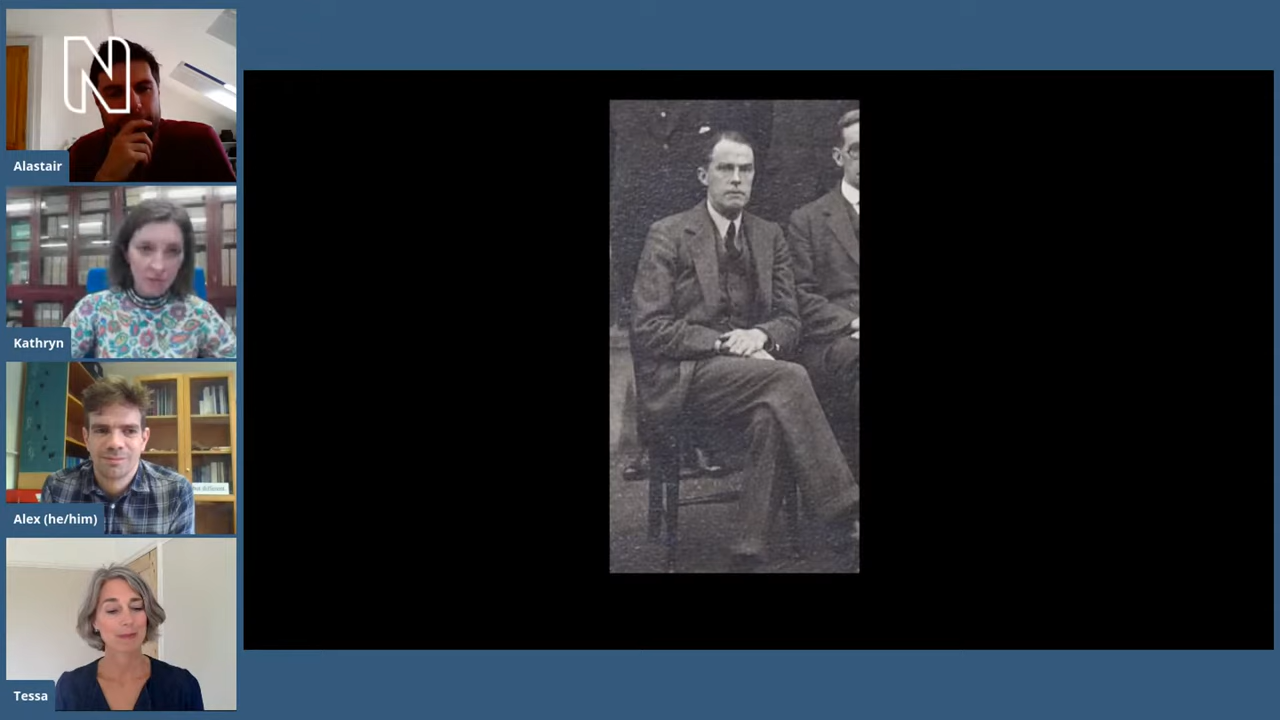 N
Alastair
Kathryn
Alex (he/him)
Tessa